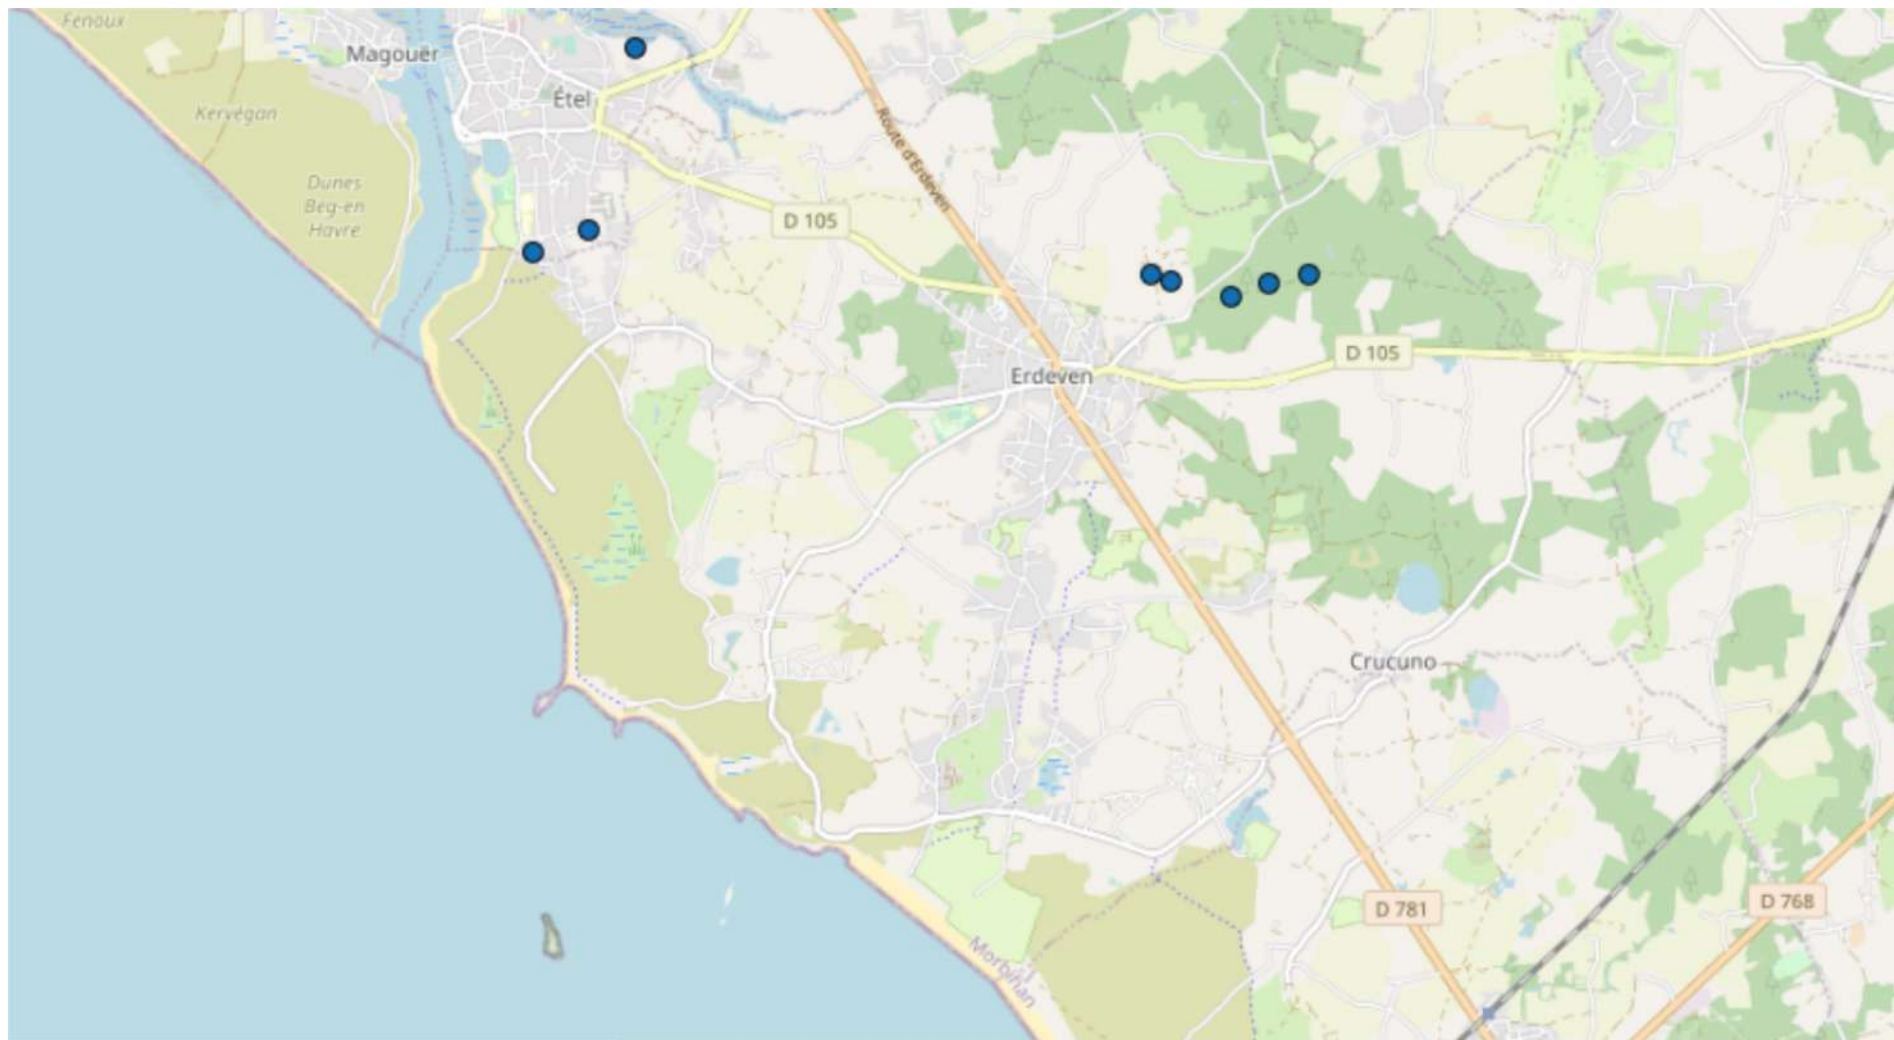 Fenoux
Magouër
Étel
Kervégan
Route d'Erdeven
Dunes
Beg-en
Havre
D 105
D 105
Erdeven
Crucuno
D 781
D 768
Morbihan